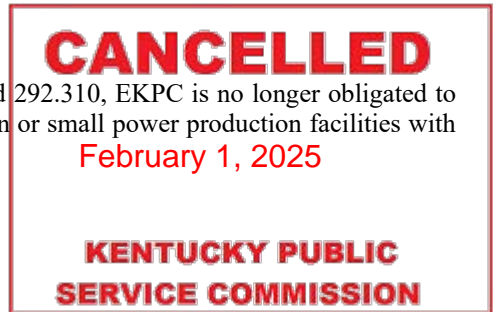 CANCELLED
d 292.310, EKPC is no longer obligated to
n or small power production facilities with
February 1, 2025
KENTUCKY PUBLIC
SERVICE COMMISSION